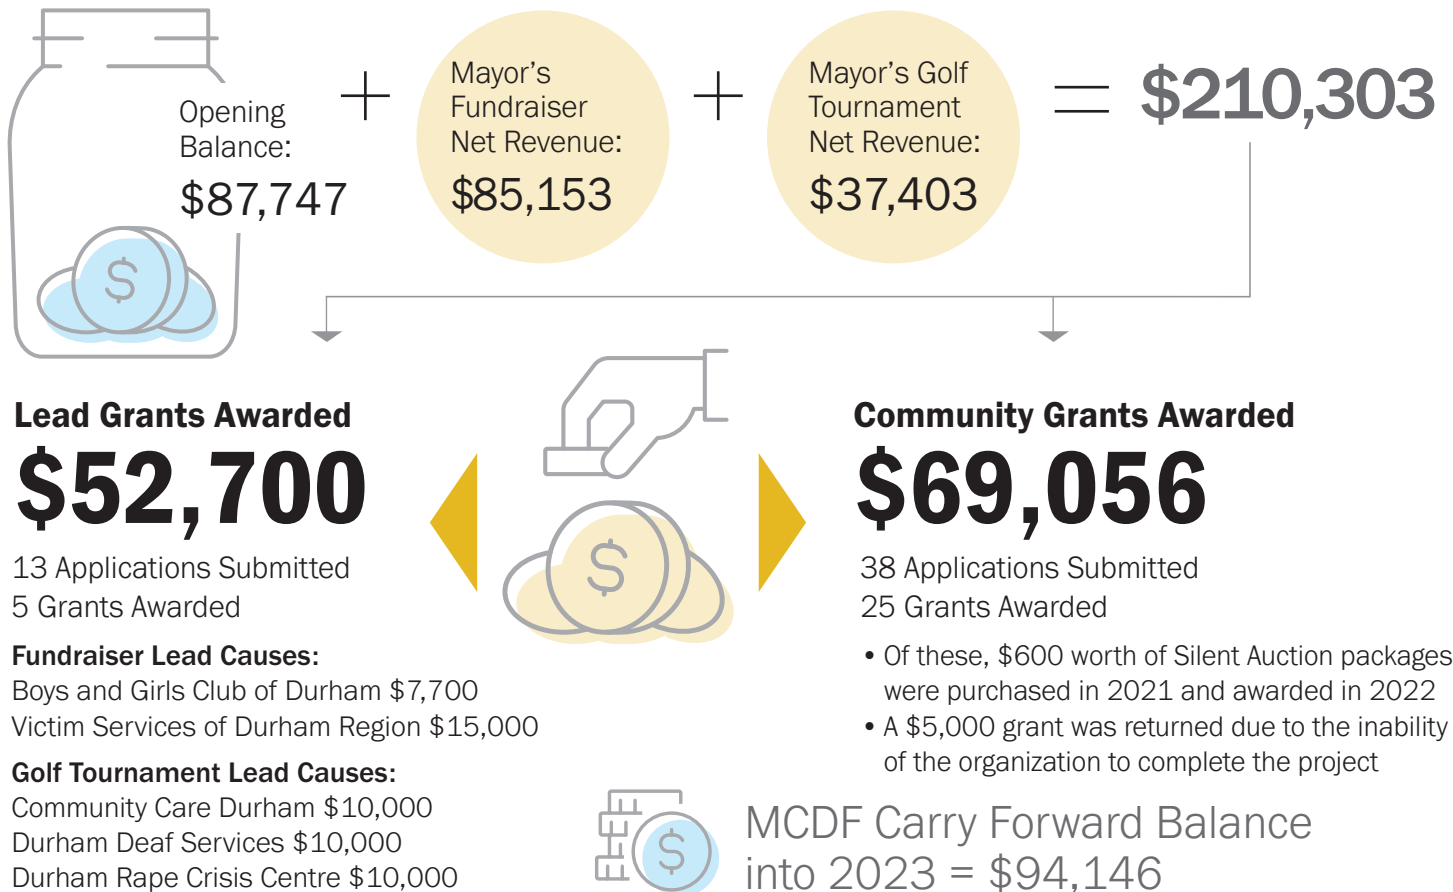 Opening
Balance:
$87,747
+
Mayor’s
Fundraiser
Net Revenue:
$85,153
+
Mayor’s Golf
Tournament
Net Revenue:
$37,403
=
$210,303
Lead Grants Awarded
$52,700
13 Applications Submitted
5 Grants Awarded
Fundraiser Lead Causes:
Boys and Girls Club of Durham $7,700
Victim Services of Durham Region $15,000
Golf Tournament Lead Causes:
Community Care Durham $10,000
Durham Deaf Services $10,000
Durham Rape Crisis Centre $10,000
$
$
Community Grants Awarded
$69,056
38 Applications Submitted
25 Grants Awarded
• Of these, $600 worth of Silent Auction packages
were purchased in 2021 and awarded in 2022
• A $5,000 grant was returned due to the inability
of the organization to complete the project
$
MCDF Carry Forward Balance
into 2023 = $94,146